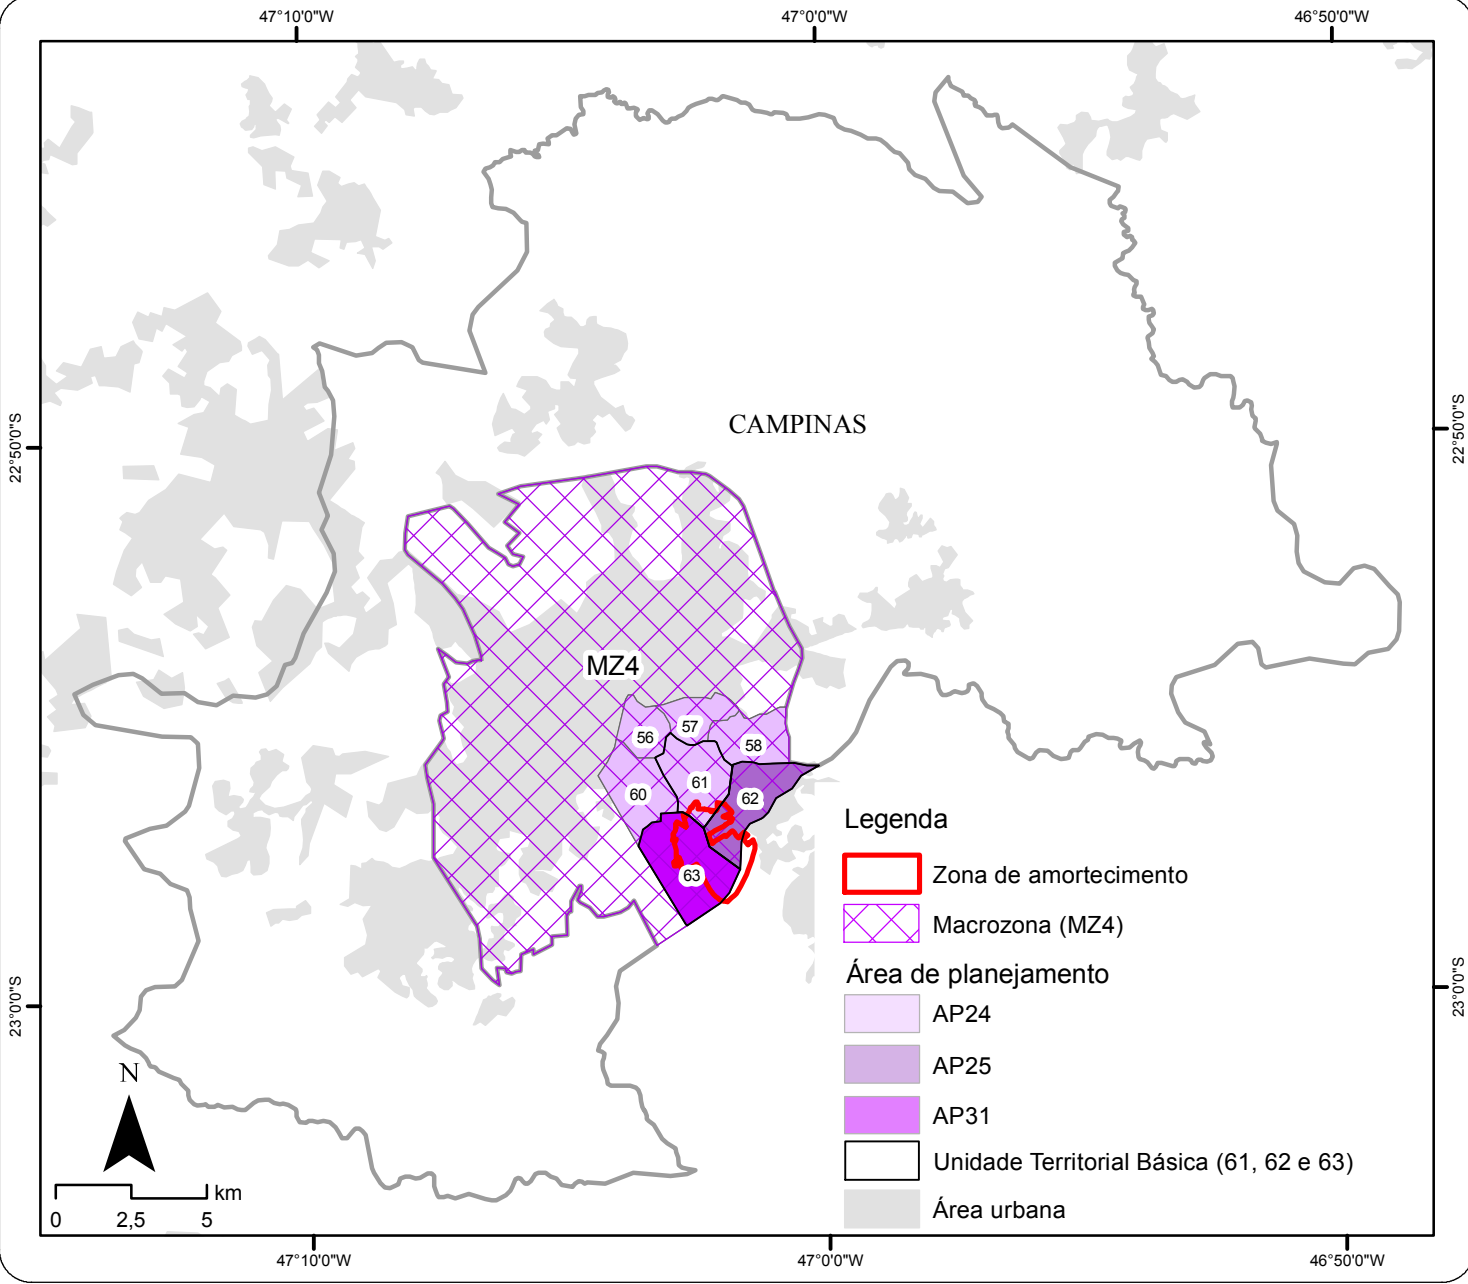 47°10'0"W 47°0'0"W 46°50'0"W
22°50'0"S
22°50'0"S
CAMPINAS
MZ4
56
57
58
60
61
62
63
Legenda
Zona de amortecimento
Macrozona (MZ4)
Área de planejamento
AP24
AP25
AP31
Unidade Territorial Básica (61, 62 e 63)
Área urbana
23°0'0"S
23°0'0"S
N
km
0 2,5 5
47°10'0"W 47°0'0"W 46°50'0"W